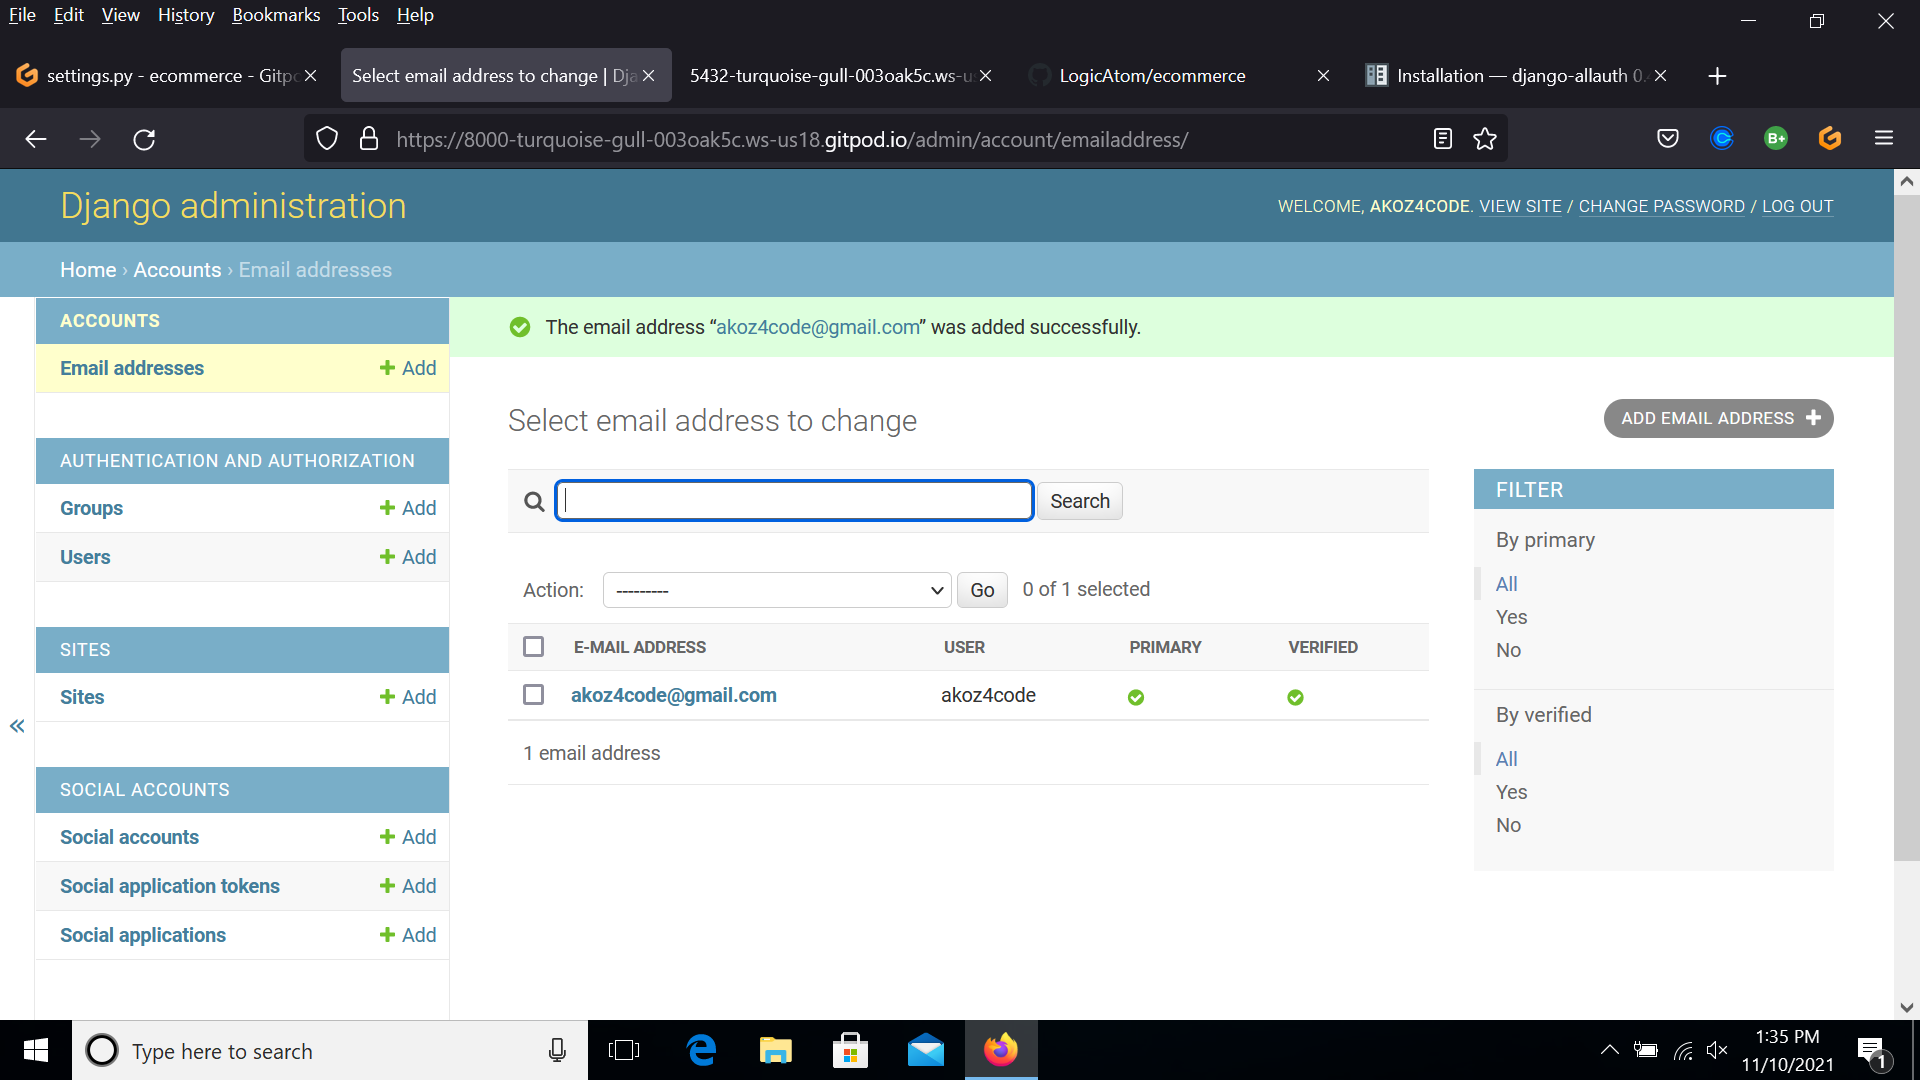 File Edit View History Bookmarks Tools Help
settings.py - ecommerce - Gitpo
Select email address to change | Dja
5432-turquoise-gull-003oak5c.ws-us
LogicAtom/ecommerce
Installation — django-allauth 0.
https://8000-turquoise-gull-003oak5c.ws-us18.gitpod.io/admin/account/emailaddress/
B+
Django administration
WELCOME, AKOZ4CODE. VIEW SITE / CHANGE PASSWORD / LOG OUT
Home › Accounts › Email addresses
ACCOUNTS
Email addresses + Add
AUTHENTICATION AND AUTHORIZATION
Groups + Add
Users + Add
SITES
Sites + Add
«
SOCIAL ACCOUNTS
Social accounts + Add
Social application tokens + Add
Social applications + Add
The email address “akoz4code@gmail.com” was added successfully.
Select email address to change
ADD EMAIL ADDRESS +
Search
Action: --------- Go 0 of 1 selected
E-MAIL ADDRESS USER PRIMARY VERIFIED
akoz4code@gmail.com akoz4code
1 email address
FILTER
By primary
All
Yes
No
By verified
All
Yes
No
Type here to search
1:35 PM
11/10/2021
1